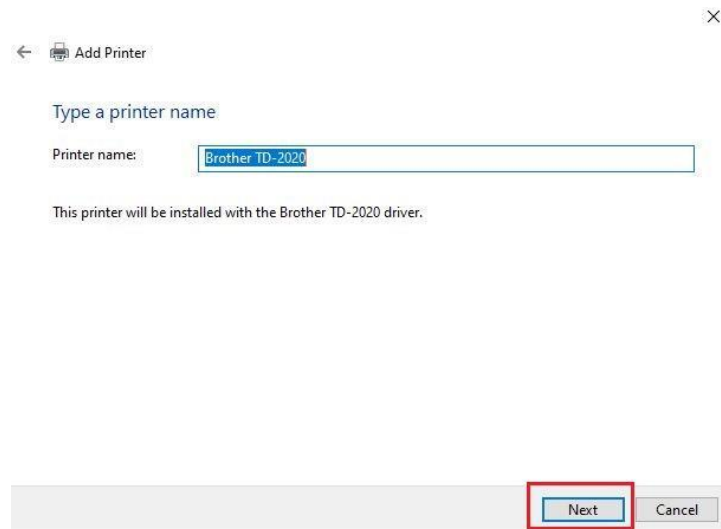 Add Printer
Type a printer name
Printer name: Brother TD-2020
This printer will be installed with the Brother TD-2020 driver.
Next Cancel